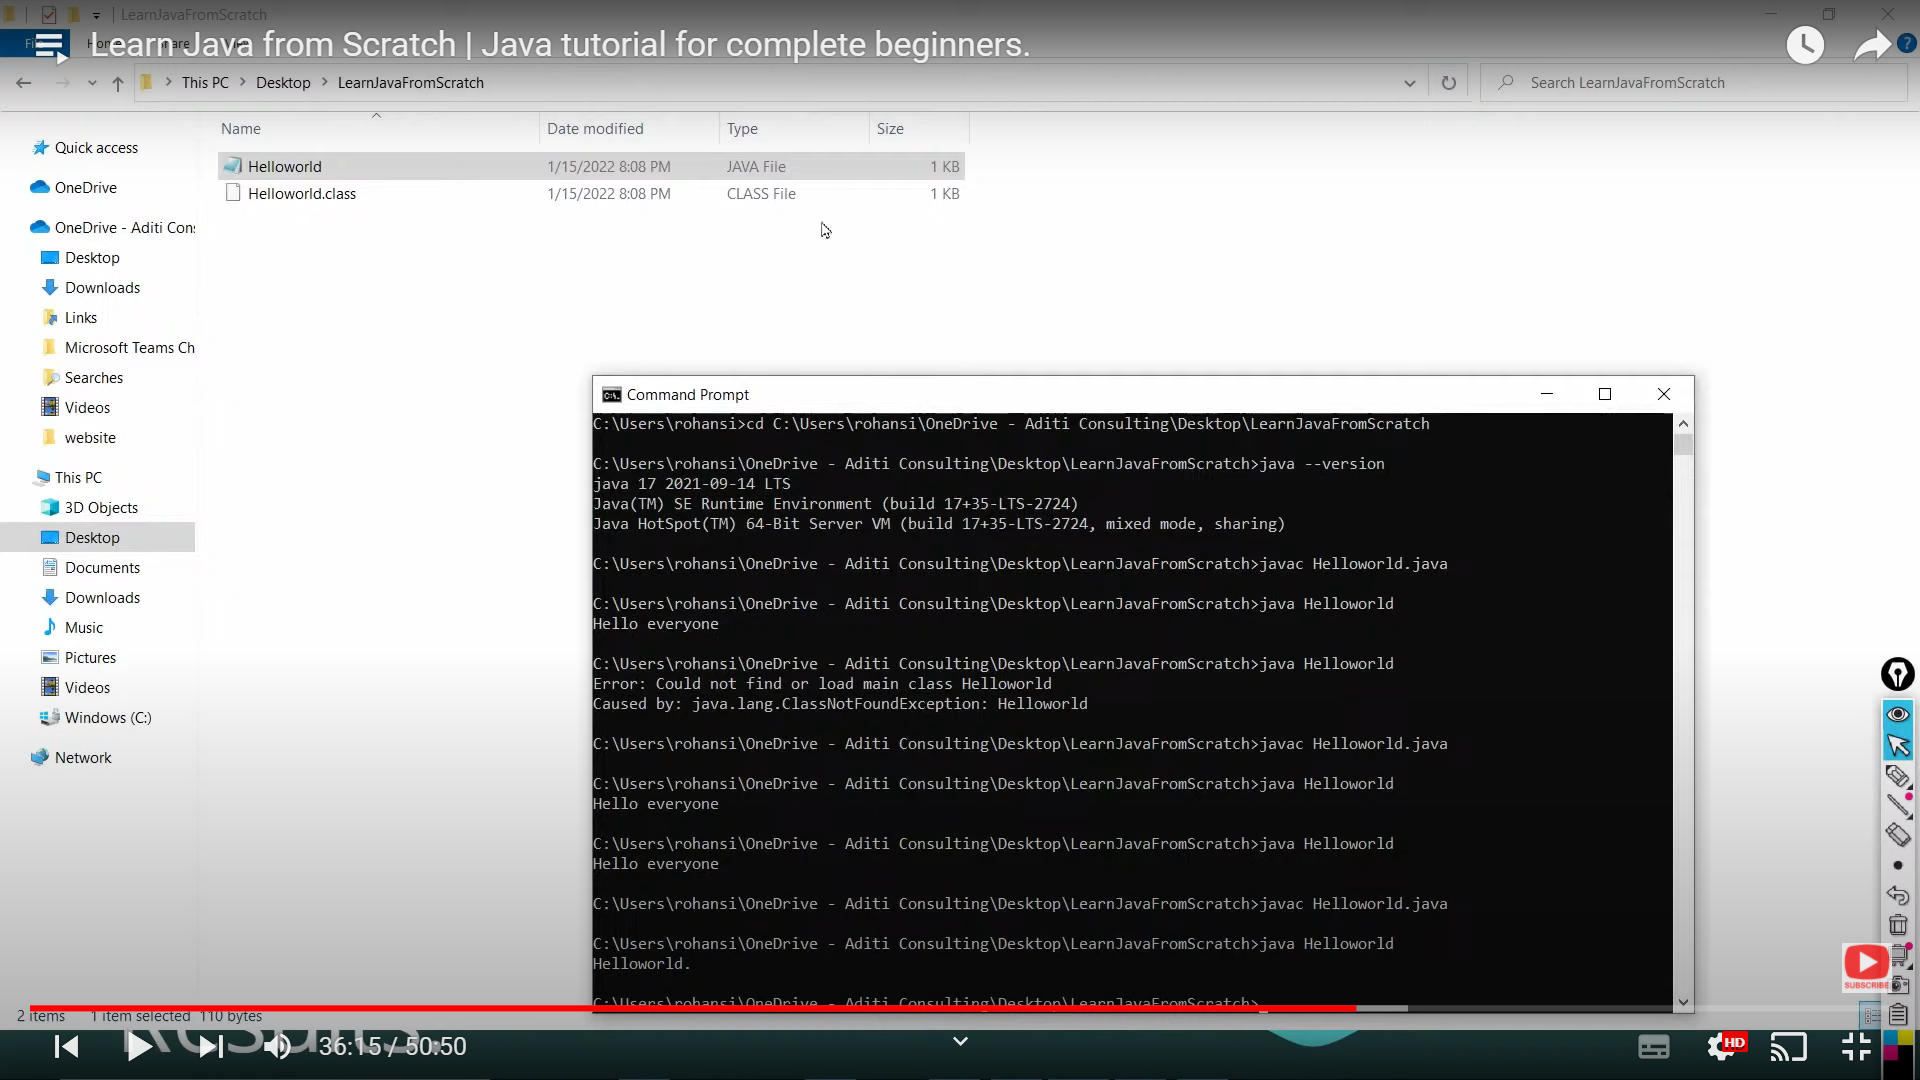 LearnJavaFromScratch
Learn Java from Scratch | Java tutorial for complete beginners.
This PC > Desktop > LearnJavaFromScratch
Search LearnJavaFromScratch
Name Date modified Type Size
Helloworld 1/15/2022 8:08 PM JAVA File 1 KB
Helloworld.class 1/15/2022 8:08 PM CLASS File 1 KB
Quick access
OneDrive
OneDrive - Aditi Con
Desktop
Downloads
Links
Microsoft Teams Ch
Searches
Videos
website
This PC
3D Objects
Desktop
Documents
Downloads
Music
Pictures
Videos
Windows (C:)
Network
Command Prompt
C:\Users\rohansi>cd C:\Users\rohansi\OneDrive - Aditi Consulting\Desktop\LearnJavaFromScratch
C:\Users\rohansi\OneDrive - Aditi Consulting\Desktop\LearnJavaFromScratch>java --version
java 17 2021-09-14 LTS
Java(TM) SE Runtime Environment (build 17+35-LTS-2724)
Java HotSpot(TM) 64-Bit Server VM (build 17+35-LTS-2724, mixed mode, sharing)
C:\Users\rohansi\OneDrive - Aditi Consulting\Desktop\LearnJavaFromScratch>javac Helloworld.java
C:\Users\rohansi\OneDrive - Aditi Consulting\Desktop\LearnJavaFromScratch>java Helloworld
Hello everyone
C:\Users\rohansi\OneDrive - Aditi Consulting\Desktop\LearnJavaFromScratch>java Helloworld
Error: Could not find or load main class Helloworld
Caused by: java.lang.ClassNotFoundException: Helloworld
C:\Users\rohansi\OneDrive - Aditi Consulting\Desktop\LearnJavaFromScratch>javac Helloworld.java
C:\Users\rohansi\OneDrive - Aditi Consulting\Desktop\LearnJavaFromScratch>java Helloworld
Hello everyone
C:\Users\rohansi\OneDrive - Aditi Consulting\Desktop\LearnJavaFromScratch>java Helloworld
Hello everyone
C:\Users\rohansi\OneDrive - Aditi Consulting\Desktop\LearnJavaFromScratch>javac Helloworld.java
C:\Users\rohansi\OneDrive - Aditi Consulting\Desktop\LearnJavaFromScratch>java Helloworld
Helloworld.
C:\Users\rohansi\OneDrive - Aditi Consulting\Desktop\LearnJavaFromScratch>
SUBSCRIBE
2 items 1 item selected 110 bytes
36:15 / 50:50
HD